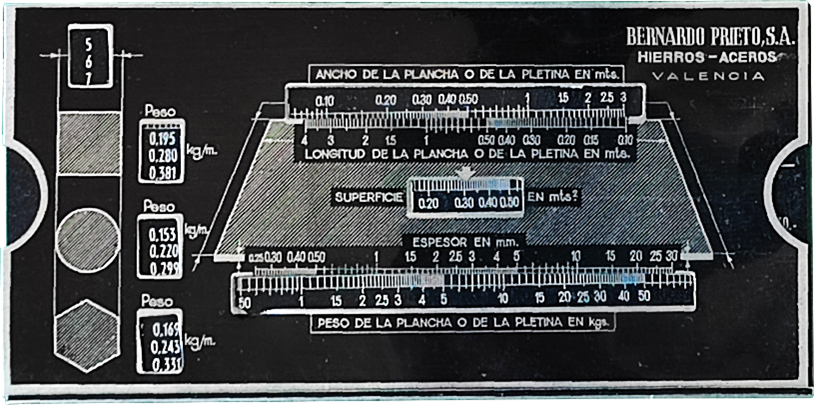 5
6
7
BERNARDO PRIETO, S.A.
HIERROS-ACEROS
VALENCIA
ANCHO DE LA PLANCHA O DE LA PLETINA EN mts.
0.10 0.20 0.30 0.40 0.50 1 1.5 2 2.5 3
4 3 2 1.5 1 0.50 0.40 0.30 0.20 0.15 0.10
LONGITUD DE LA PLANCHA O DE LA PLETINA EN mts.
SUPERFICIE 0.20 0.30 0.40 0.50 EN mts²
ESPESOR EN mm.
0.25 0.30 0.40 0.50 1 1.5 2 2.5 3 4 5 10 15 20 25 30
50 1 1.5 2 2.5 3 4 5 10 15 20 25 30 40 50
PESO DE LA PLANCHA O DE LA PLETINA EN kgs.
Peso
0,195
0,280 kg/m.
0,381
Peso
0,153
0,220 kg/m.
0,299
Peso
0,169
0,243 kg/m.
0,331